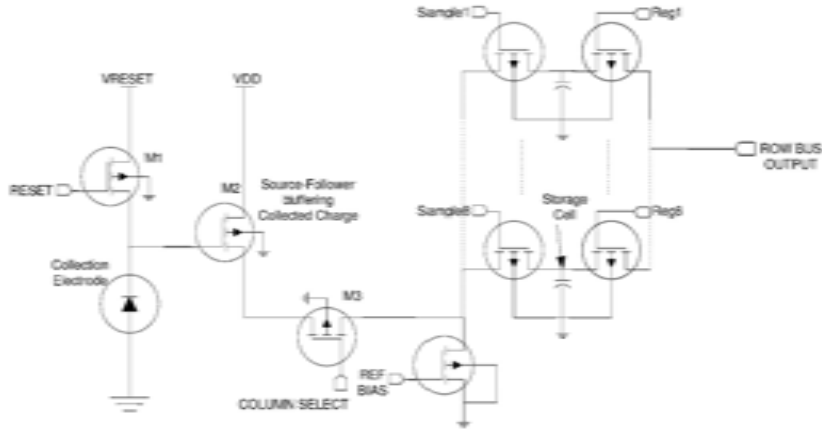 Sample1
Reg1
VRESET
VDD
M1
RESET
M2
Source-Follower
buffering
Collected Charge
ROW BUS
OUTPUT
Sample8
Storage
Cell
Reg8
Collection
Electrode
M3
REF
BIAS
COLUMN SELECT